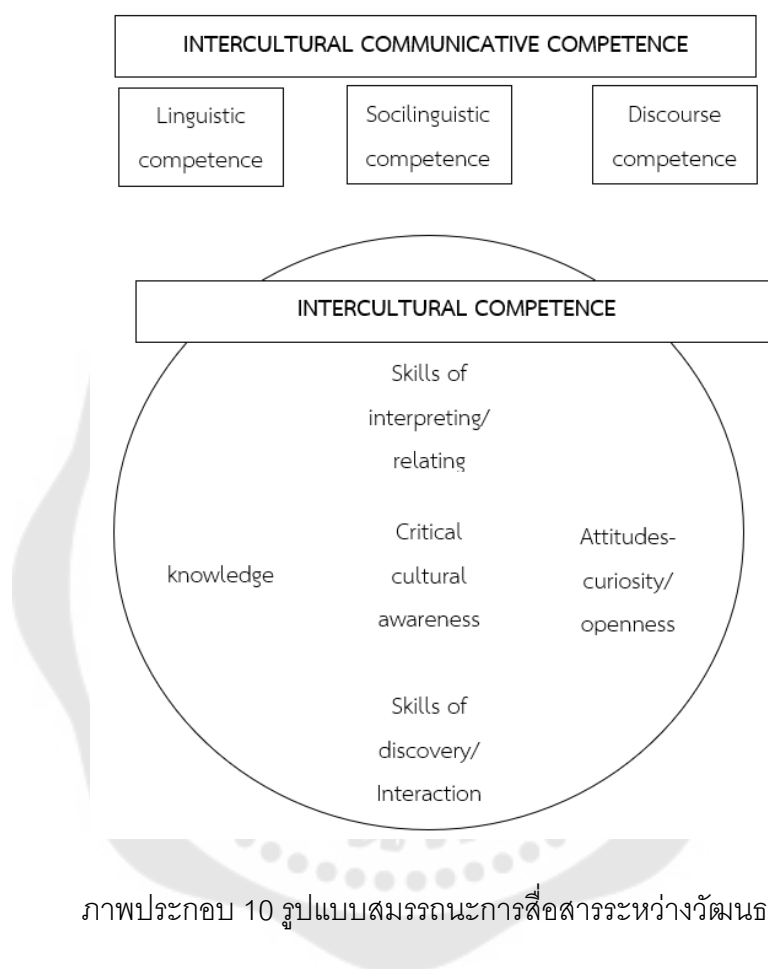 INTERCULTURAL COMMUNICATIVE COMPETENCE
Linguistic
competence
Socilinguistic
competence
Discourse
competence
INTERCULTURAL COMPETENCE
Skills of
interpreting/
relating
knowledge
Critical
cultural
awareness
Attitudes-
curiosity/
openness
Skills of
discovery/
Interaction
ภาพประกอบ 10 รูปแบบสมรรถนะการสื่อสารระหว่างวัฒนธ